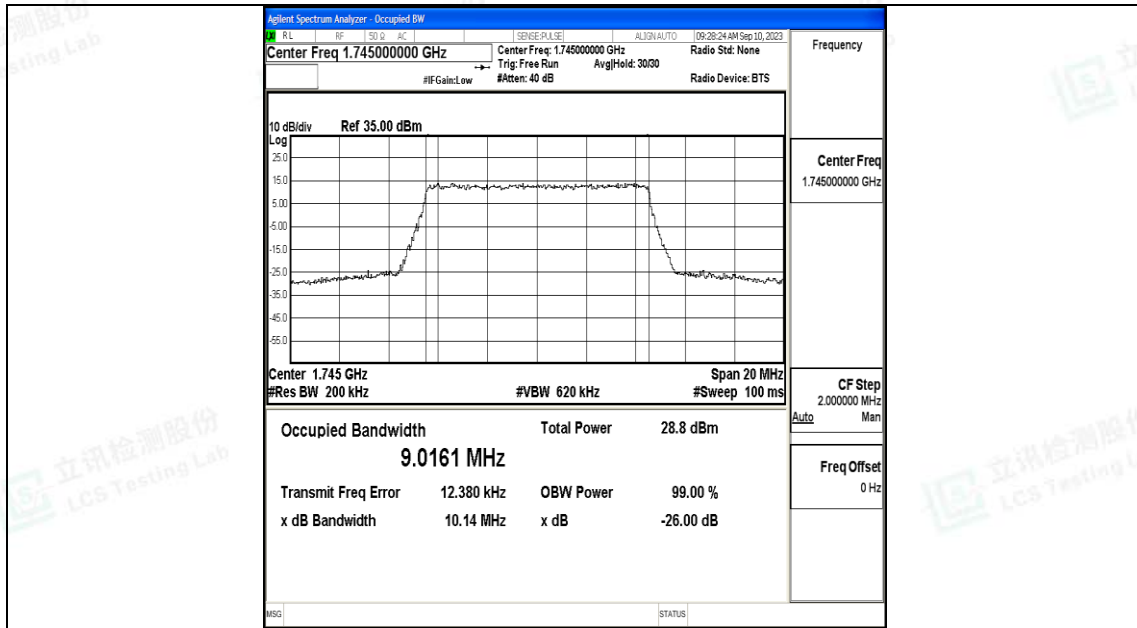 Agilent Spectrum Analyzer - Occupied BW
LXI RL RF 50 Ω AC SENSE:PULSE ALIGN AUTO 09:28:24 AM Sep 10, 2023
Center Freq 1.745000000 GHz
Center Freq: 1.745000000 GHz
Radio Std: None
Trig: Free Run Avg|Hold: 30/30
#IFGain:Low #Atten: 40 dB Radio Device: BTS
10 dB/div Ref 35.00 dBm
Log
25.0
15.0
5.00
-5.00
-15.0
-25.0
-35.0
-45.0
-55.0
Center 1.745 GHz Span 20 MHz
#Res BW 200 kHz #VBW 620 kHz #Sweep 100 ms
Occupied Bandwidth Total Power 28.8 dBm
9.0161 MHz
Transmit Freq Error 12.380 kHz OBW Power 99.00 %
x dB Bandwidth 10.14 MHz x dB -26.00 dB
MSG STATUS
Frequency
Center Freq
1.745000000 GHz
CF Step
2.000000 MHz
Auto Man
Freq Offset
0 Hz
立讯检测股份
LCS Testing Lab
立讯检测股份